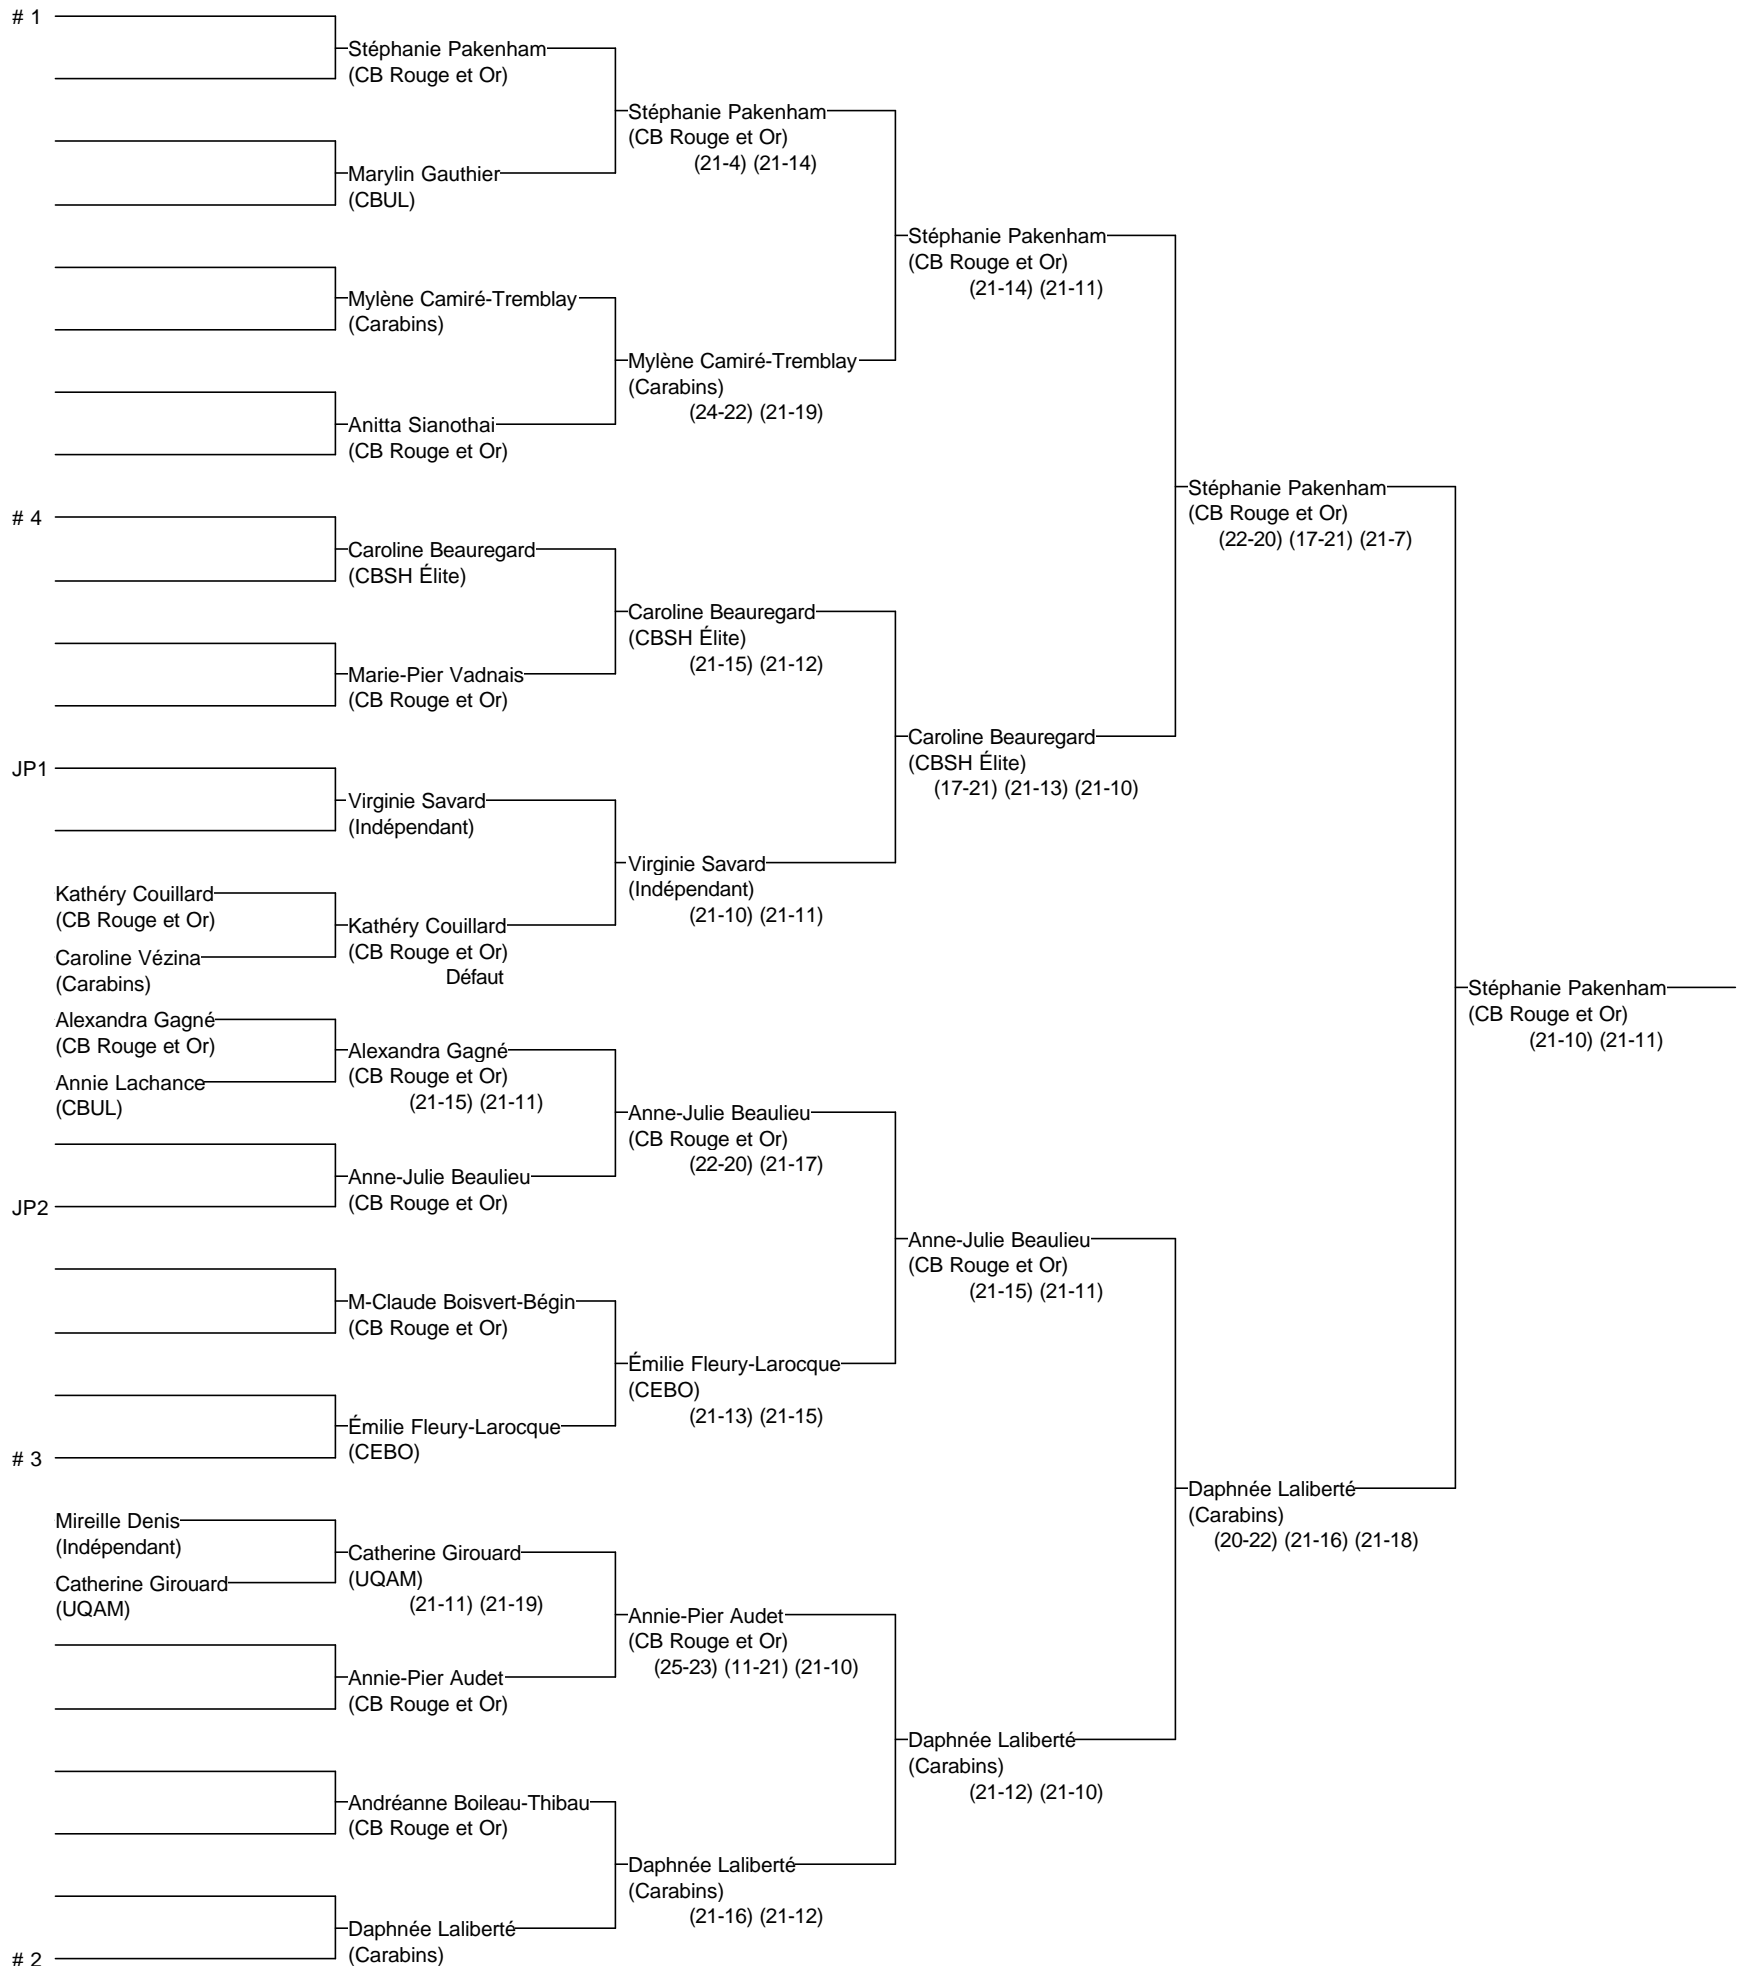 # 1
Stéphanie Pakenham
(CB Rouge et Or)
Stéphanie Pakenham
(CB Rouge et Or)
(21-4) (21-14)
Marylin Gauthier
(CBUL)
Stéphanie Pakenham
(CB Rouge et Or)
(21-14) (21-11)
Mylène Camiré-Tremblay
(Carabins)
Mylène Camiré-Tremblay
(Carabins)
(24-22) (21-19)
Anitta Sianothai
(CB Rouge et Or)
Stéphanie Pakenham
(CB Rouge et Or)
(22-20) (17-21) (21-7)
# 4
Caroline Beauregard
(CBSH Élite)
Caroline Beauregard
(CBSH Élite)
(21-15) (21-12)
Marie-Pier Vadnais
(CB Rouge et Or)
Caroline Beauregard
(CBSH Élite)
(17-21) (21-13) (21-10)
JP1
Virginie Savard
(Indépendant)
Virginie Savard
(Indépendant)
(21-10) (21-11)
Kathéry Couillard
(CB Rouge et Or)
Kathéry Couillard
(CB Rouge et Or)
Défaut
Caroline Vézina
(Carabins)
Stéphanie Pakenham
(CB Rouge et Or)
(21-10) (21-11)
Alexandra Gagné
(CB Rouge et Or)
Alexandra Gagné
(CB Rouge et Or)
(21-15) (21-11)
Annie Lachance
(CBUL)
Anne-Julie Beaulieu
(CB Rouge et Or)
(22-20) (21-17)
Anne-Julie Beaulieu
(CB Rouge et Or)
JP2
Anne-Julie Beaulieu
(CB Rouge et Or)
(21-15) (21-11)
M-Claude Boisvert-Bégin
(CB Rouge et Or)
Émilie Fleury-Larocque
(CEBO)
(21-13) (21-15)
Émilie Fleury-Larocque
(CEBO)
# 3
Daphnée Laliberté
(Carabins)
(20-22) (21-16) (21-18)
Mireille Denis
(Indépendant)
Catherine Girouard
(UQAM)
(21-11) (21-19)
Catherine Girouard
(UQAM)
Annie-Pier Audet
(CB Rouge et Or)
(25-23) (11-21) (21-10)
Annie-Pier Audet
(CB Rouge et Or)
Daphnée Laliberté
(Carabins)
(21-12) (21-10)
Andréanne Boileau-Thibau
(CB Rouge et Or)
Daphnée Laliberté
(Carabins)
(21-16) (21-12)
Daphnée Laliberté
(Carabins)
# 2